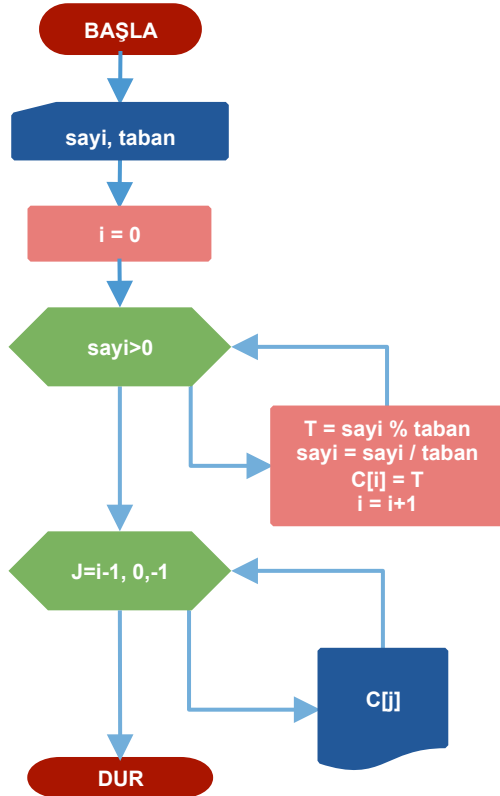 BAŞLA
sayi, taban
i = 0
sayi>0
T = sayi % taban
sayi = sayi / taban
C[i] = T
i = i+1
J=i-1, 0,-1
C[j]
DUR